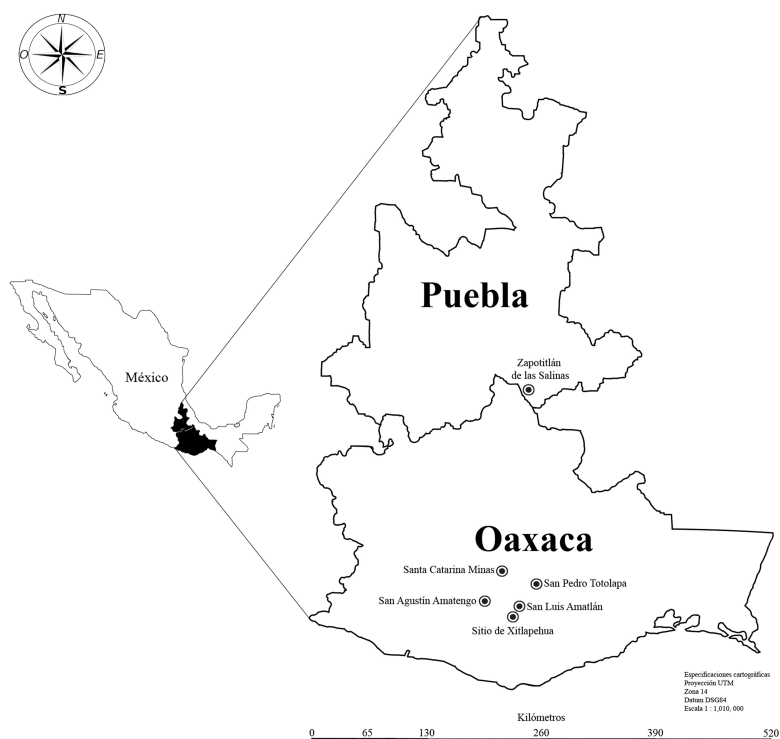 N
O
E
S
Puebla
Zapotitlán
de las Salinas
México
Oaxaca
Santa Catarina Minas
San Pedro Totolapa
San Agustín Amatengo
San Luis Amatlán
Sitio de Xitlapehua
Especificaciones cartográficas
Proyección UTM
Zona 14
Datum DSG84
Escala 1 : 1,010, 000
Kilómetros
0 65 130 260 390 520